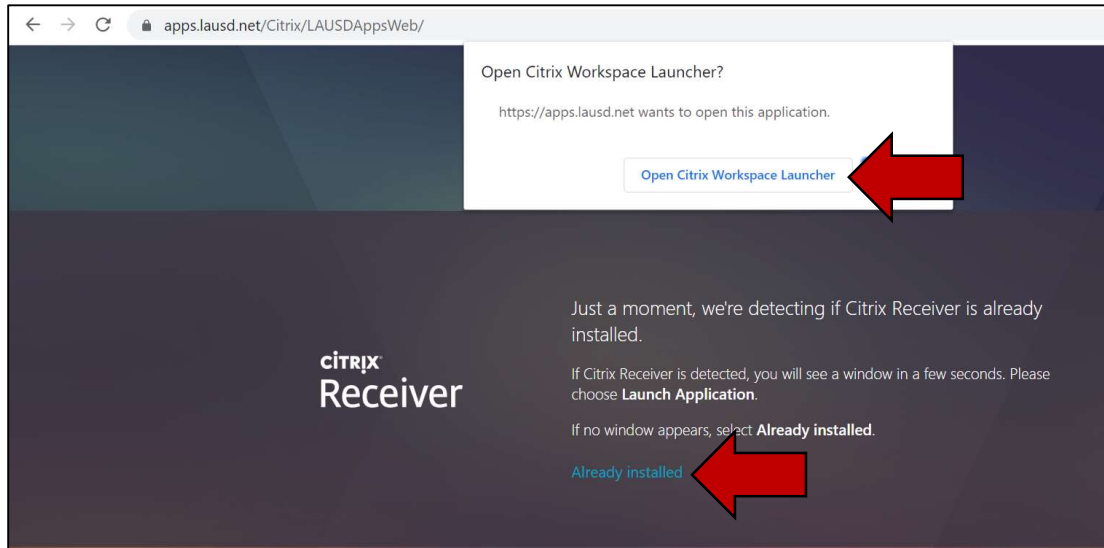 apps.lausd.net/Citrix/LAUSDAppsWeb/
Open Citrix Workspace Launcher?
https://apps.lausd.net wants to open this application.
Open Citrix Workspace Launcher
Just a moment, we're detecting if Citrix Receiver is already
installed.
CİTRIX
Receiver
If Citrix Receiver is detected, you will see a window in a few seconds. Please
choose Launch Application.
If no window appears, select Already installed.
Already installed